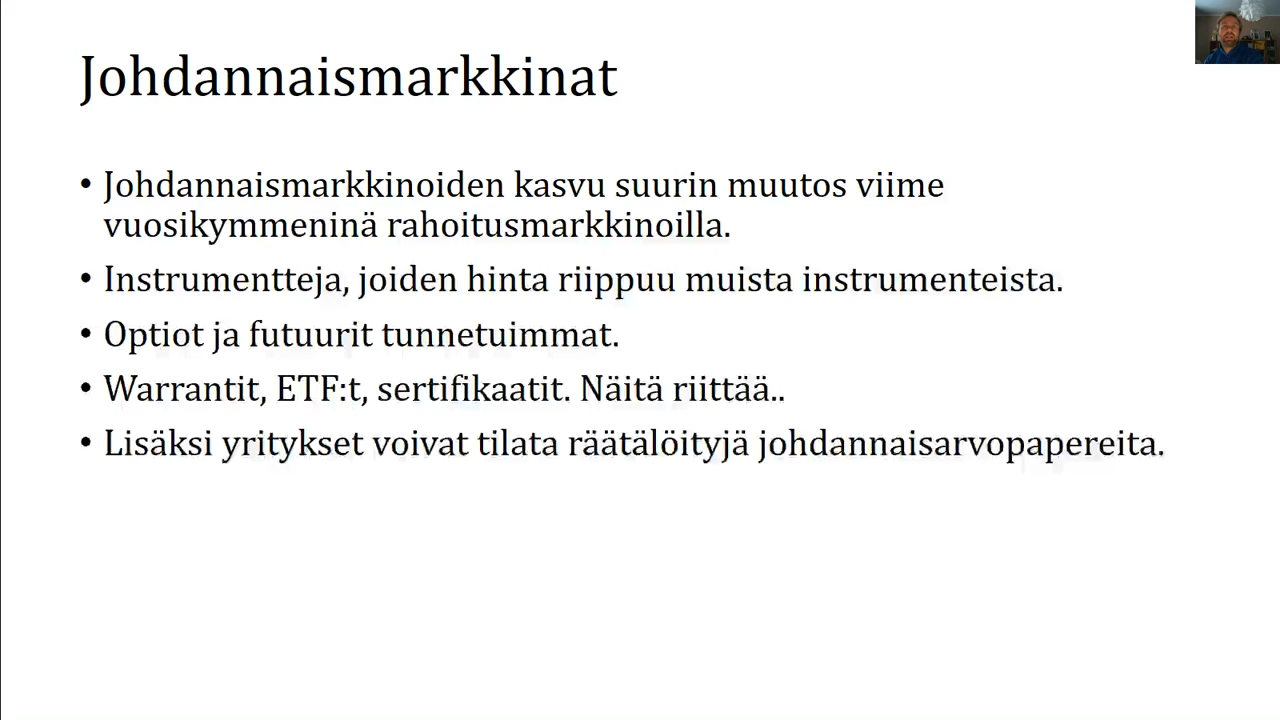 Johdannaismarkkinat
• Johdannaismarkkinoiden kasvu suurin muutos viime
vuosikymmeninä rahoitusmarkkinoilla.
• Instrumentteja, joiden hinta riippuu muista instrumenteista.
• Optiot ja futuurit tunnetuimmat.
• Warrantit, ETF:t, sertifikaatit. Näitä riittää..
• Lisäksi yritykset voivat tilata räätälöityjä johdannaisarvopapereita.